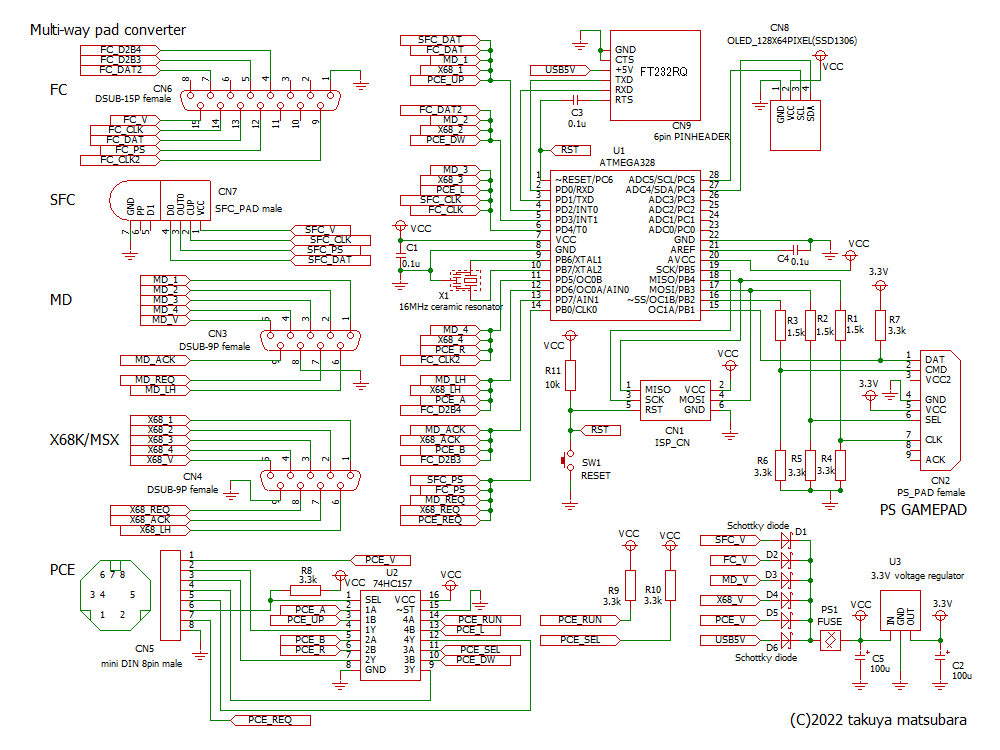 Multi-way pad converter
FC
FC_D2B4
FC_D2B3
FC_DAT2
CN6
DSUB-15P female
8 7 6 5 4 3 2 1
15 14 13 12 11 10 9
FC_V
FC_CLK
FC_DAT
FC_PS
FC_CLK2
SFC
CN7
SFC_PAD male
GND PP D1 D0 OUT0 CUP VCC
7 6 5 4 3 2 1
SFC_V
SFC_CLK
SFC_PS
SFC_DAT
MD
MD_1
MD_2
MD_3
MD_4
MD_V
5 4 3 2 1
CN3
DSUB-9P female
9 8 7 6
MD_ACK
MD_REQ
MD_LH
X68K/MSX
X68_1
X68_2
X68_3
X68_4
X68_V
5 4 3 2 1
CN4
DSUB-9P female
9 8 7 6
X68_REQ
X68_ACK
X68_LH
PCE
6 7 8
3 4 5
1 2
CN5
mini DIN 8pin male
1
2
3
4
5
6
7
8
PCE_V
R8
3.3k
VCC
PCE_A
PCE_UP
PCE_B
PCE_R
U2
74HC157
1 SEL VCC 16
2 1A ~ST 15
3 1B 4A 14
4 1Y 4B 13
5 2A 4Y 12
6 2B 3A 11
7 2Y 3B 10
8 GND 3Y 9
VCC
PCE_RUN
PCE_L
PCE_SEL
PCE_DW
PCE_REQ
SFC_DAT
FC_DAT
MD_1
X68_1
PCE_UP
FC_DAT2
MD_2
X68_2
PCE_DW
MD_3
X68_3
PCE_L
SFC_CLK
FC_CLK
VCC
C1
0.1u
X1
16MHz ceramic resonator
MD_4
X68_4
PCE_R
FC_CLK2
MD_LH
X68_LH
PCE_A
FC_D2B4
MD_ACK
X68_ACK
PCE_B
FC_D2B3
SFC_PS
FC_PS
MD_REQ
X68_REQ
PCE_REQ
USB5V
GND
CTS
+5V
TXD
RXD
RTS
FT232RQ
C3
0.1u
CN9
6pin PINHEADER
RST
U1
ATMEGA328
1 ~RESET/PC6 ADC5/SCL/PC5 28
2 PD0/RXD ADC4/SDA/PC4 27
3 PD1/TXD ADC3/PC3 26
4 PD2/INT0 ADC2/PC2 25
5 PD3/INT1 ADC1/PC1 24
6 PD4/T0 ADC0/PC0 23
7 VCC GND 22
8 GND AREF 21
9 PB6/XTAL1 AVCC 20
10 PB7/XTAL2 SCK/PB5 19
11 PD5/OC0B MISO/PB4 18
12 PD6/OC0A/AIN0 MOSI/PB3 17
13 PD7/AIN1 ~SS/OC1B/PB2 16
14 PB0/CLK0 OC1A/PB1 15
CN8
OLED_128X64PIXEL(SSD1306)
VCC
1 2 3 4
GND VCC SCL SDA
C4
0.1u
VCC
VCC
R11
10k
RST
SW1
RESET
VCC
1 MISO VCC 2
3 SCK MOSI 4
5 RST GND 6
CN1
ISP_CN
R3
1.5k
R2
1.5k
R1
1.5k
3.3V
R7
3.3k
3.3V
R6
3.3k
R5
3.3k
R4
3.3k
1 DAT
2 CMD
3 VCC2
4 GND
5 VCC
6 SEL
7 CLK
8
9 ACK
CN2
PS_PAD female
PS GAMEPAD
VCC
R9
3.3k
VCC
R10
3.3k
PCE_RUN
PCE_SEL
Schottky diode
SFC_V D1
FC_V D2
MD_V D3
X68_V D4
PCE_V D5
USB5V D6
Schottky diode
PS1
FUSE
VCC
C5
100u
U3
3.3V voltage regulator
IN GND OUT
3.3V
C2
100u
(C)2022 takuya matsubara